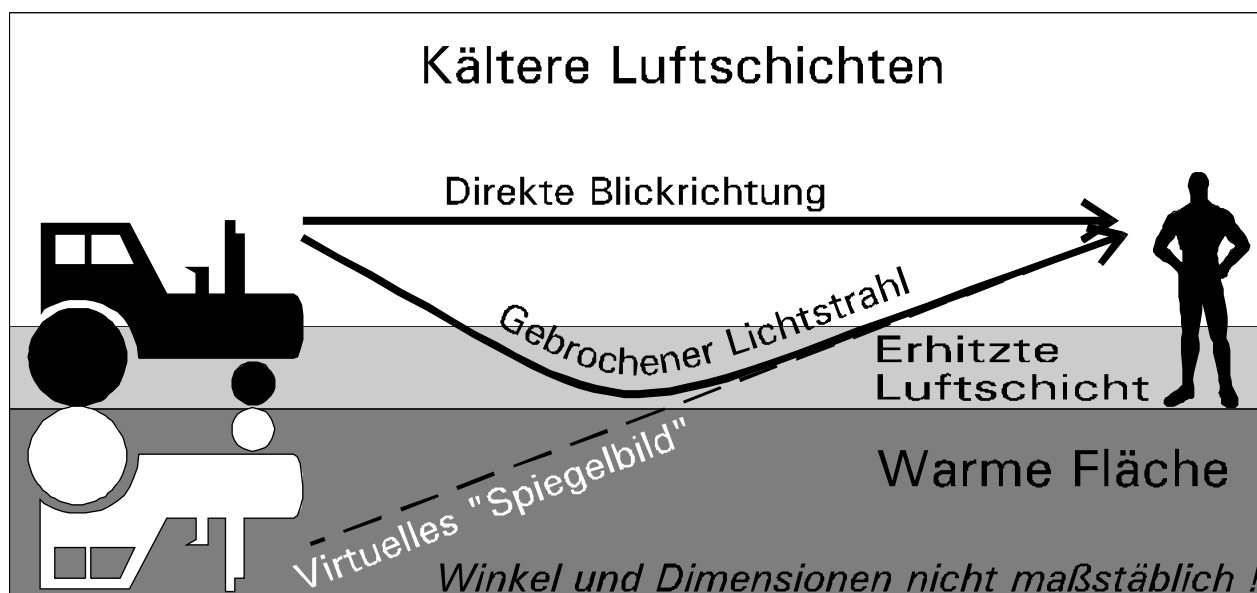 Kältere Luftschichten
Direkte Blickrichtung
Gebrochener Lichtstrahl
Erhitzte
Luftschicht
Warme Fläche
Virtuelles "Spiegelbild"
Winkel und Dimensionen nicht maßstäblich !